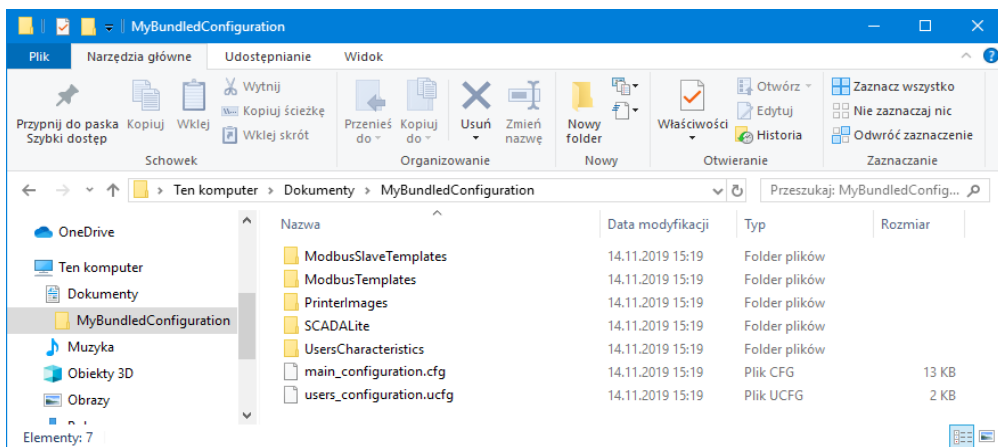 MyBundledConfiguration
Plik Narzędzia główne Udostępnianie Widok
Przypnij do paska Szybki dostęp
Kopiuj
Wklej
Wytnij
Kopiuj ścieżkę
Wklej skrót
Schowek
Przenieś do
Kopiuj do
Usuń
Zmień nazwę
Organizowanie
Nowy folder
Nowy
Właściwości
Otwórz
Edytuj
Historia
Otwieranie
Zaznacz wszystko
Nie zaznaczaj nic
Odwróć zaznaczenie
Zaznaczanie
Ten komputer > Dokumenty > MyBundledConfiguration
Przeszukaj: MyBundledConfig...
OneDrive
Ten komputer
Dokumenty
MyBundledConfiguration
Muzyka
Obiekty 3D
Obrazy
Nazwa Data modyfikacji Typ Rozmiar
ModbusSlaveTemplates 14.11.2019 15:19 Folder plików
ModbusTemplates 14.11.2019 15:19 Folder plików
PrinterImages 14.11.2019 15:19 Folder plików
SCADALite 14.11.2019 15:19 Folder plików
UsersCharacteristics 14.11.2019 15:19 Folder plików
main_configuration.cfg 14.11.2019 15:19 Plik CFG 13 KB
users_configuration.ucfg 14.11.2019 15:19 Plik UCFG 2 KB
Elementy: 7